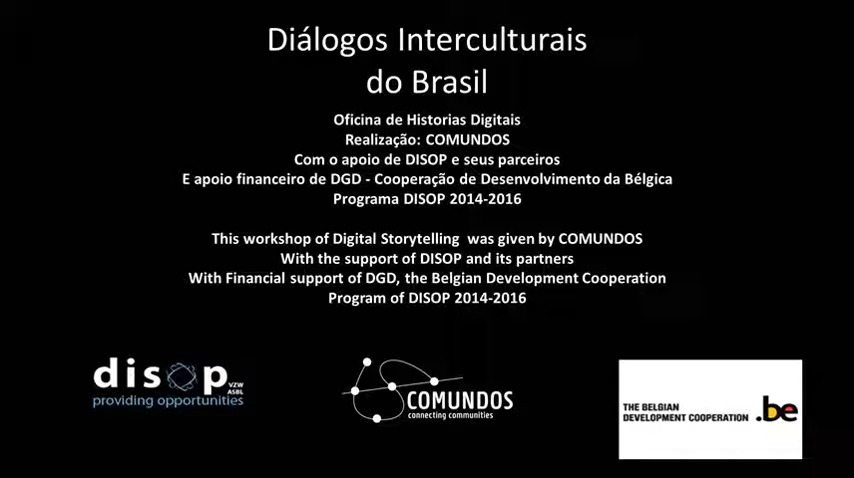 Diálogos Interculturais
do Brasil
Oficina de Historias Digitais
Realização: COMUNDOS
Com o apoio de DISOP e seus parceiros
E apoio financeiro de DGD - Cooperação de Desenvolvimento da Bélgica
Programa DISOP 2014-2016
This workshop of Digital Storytelling  was given by COMUNDOS
With the support of DISOP and its partners
With Financial support of DGD, the Belgian Development Cooperation
Program of DISOP 2014-2016
disop
VZW
ASBL
providing opportunities
COMUNDOS
connecting communities
THE BELGIAN
DEVELOPMENT COOPERATION
.be